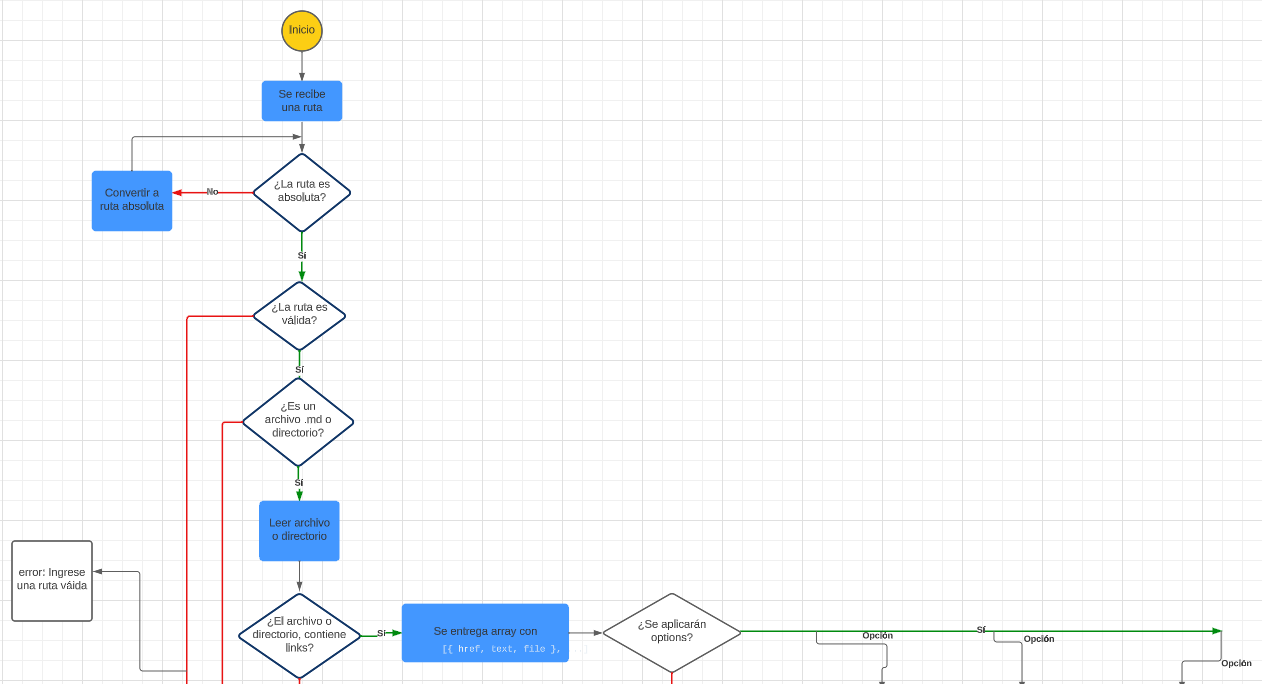 Inicio
Se recibe
una ruta
Convertir a
ruta absoluta
No
¿La ruta es
absoluta?
Sí
¿La ruta es
válida?
Sí
¿Es un
archivo .md o
directorio?
Sí
Leer archivo
o directorio
error: Ingrese
una ruta váida
¿El archivo o
directorio, contiene
links?
Sí
Se entrega array con
[{ href, text, file }, ...]
¿Se aplicarán
options?
Opción
Sí
Opción
Opción